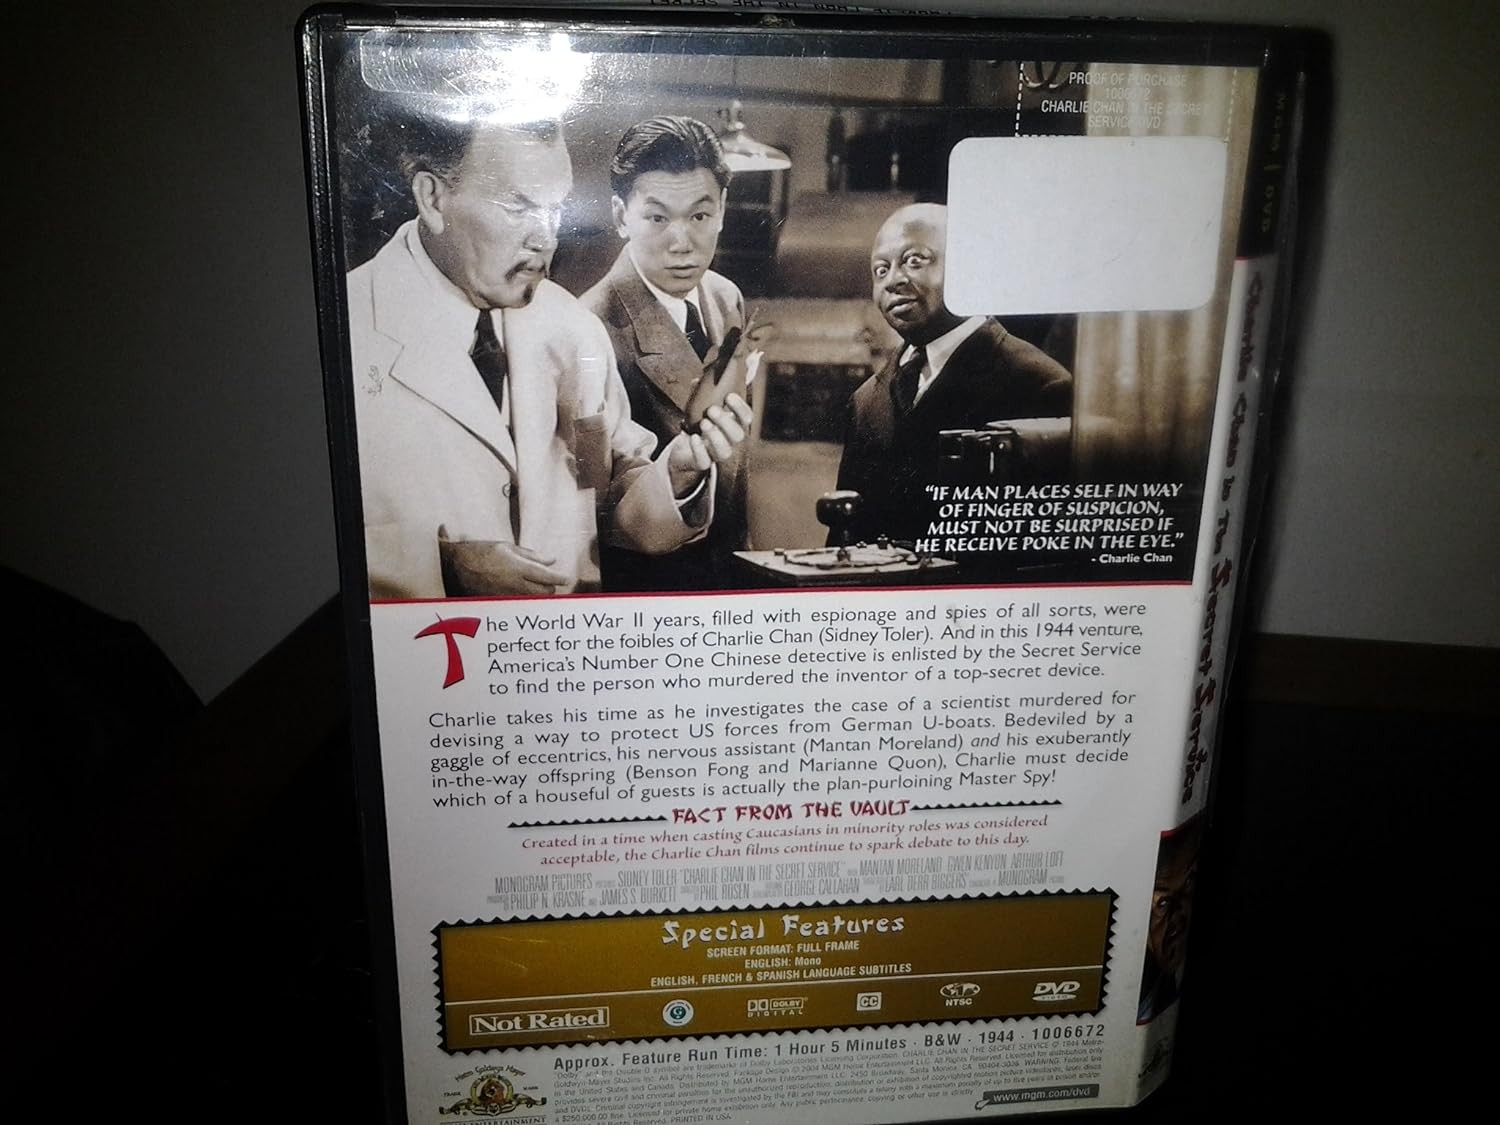 PROOF OF PURCHASE
1006672
CHARLIE CHAN IN THE SECRET
SERVICE DVD
"IF MAN PLACES SELF IN WAY
OF FINGER OF SUSPICION,
MUST NOT BE SURPRISED IF
HE RECEIVE POKE IN THE EYE."
- Charlie Chan
The World War II years, filled with espionage and spies of all sorts, were
perfect for the foibles of Charlie Chan (Sidney Toler). And in this 1944 venture,
America's Number One Chinese detective is enlisted by the Secret Service
to find the person who murdered the inventor of a top-secret device.
Charlie takes his time as he investigates the case of a scientist murdered for
devising a way to protect US forces from German U-boats. Bedeviled by a
gaggle of eccentrics, his nervous assistant (Mantan Moreland) and his exuberantly
in-the-way offspring (Benson Fong and Marianne Quon), Charlie must decide
which of a houseful of guests is actually the plan-purloining Master Spy!
FACT FROM THE VAULT
Created in a time when casting Caucasians in minority roles was considered
acceptable, the Charlie Chan films continue to spark debate to this day.
MONOGRAM PICTURES SIDNEY TOLER "CHARLIE CHAN IN THE SECRET SERVICE" MANTAN MORELAND GWEN KENYON ARTHUR LOFT
PHILIP N. KRASNE AND JAMES S. BURKETT PHIL ROSEN GEORGE CALLAHAN EARL DERR BIGGERS MONOGRAM
Special Features
SCREEN FORMAT: FULL FRAME
ENGLISH: Mono
ENGLISH, FRENCH & SPANISH LANGUAGE SUBTITLES
Not Rated
DOLBY DIGITAL
CC
NTSC
DVD VIDEO
Approx. Feature Run Time: 1 Hour 5 Minutes · B&W · 1944 · 1006672
Metro Goldwyn Mayer
TRADE MARK
www.mgm.com/dvd
MGM | DVD
Charlie Chan In The Secret Service